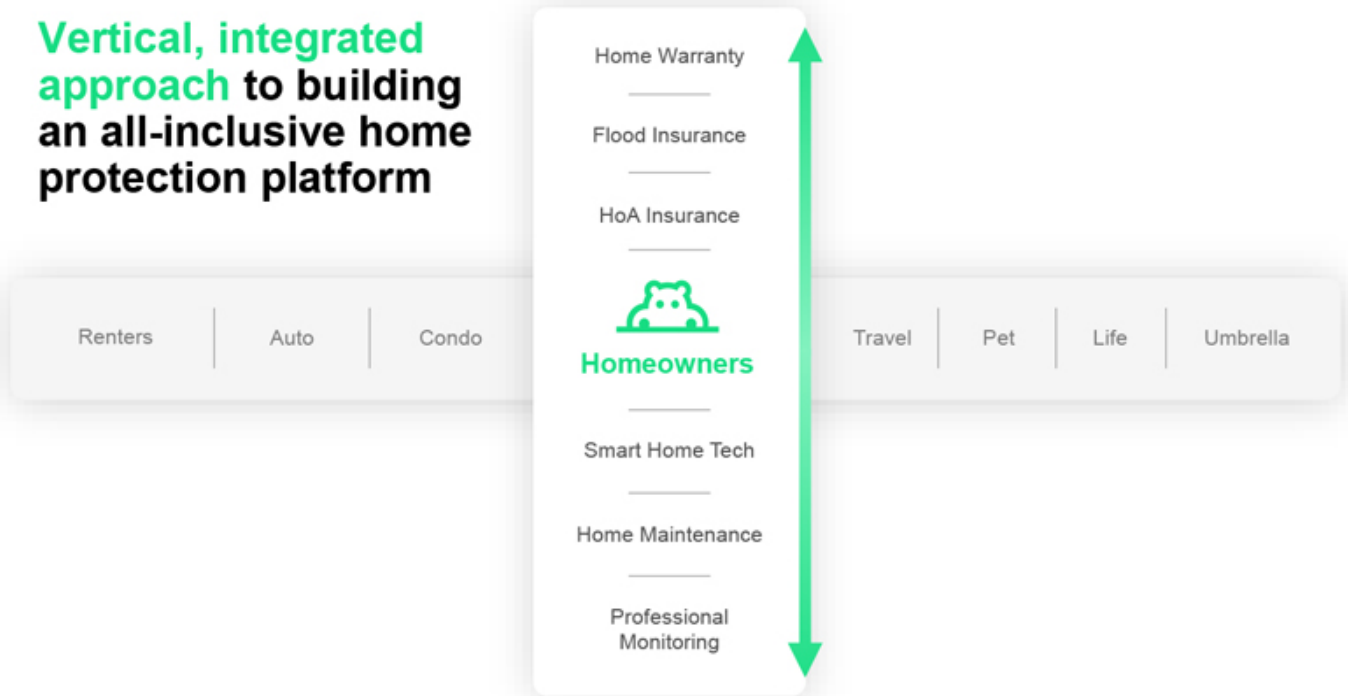 Vertical, integrated
approach to building
an all-inclusive home
protection platform
Home Warranty
Flood Insurance
HoA Insurance
Renters
Auto
Condo
Homeowners
Travel
Pet
Life
Umbrella
Smart Home Tech
Home Maintenance
Professional
Monitoring